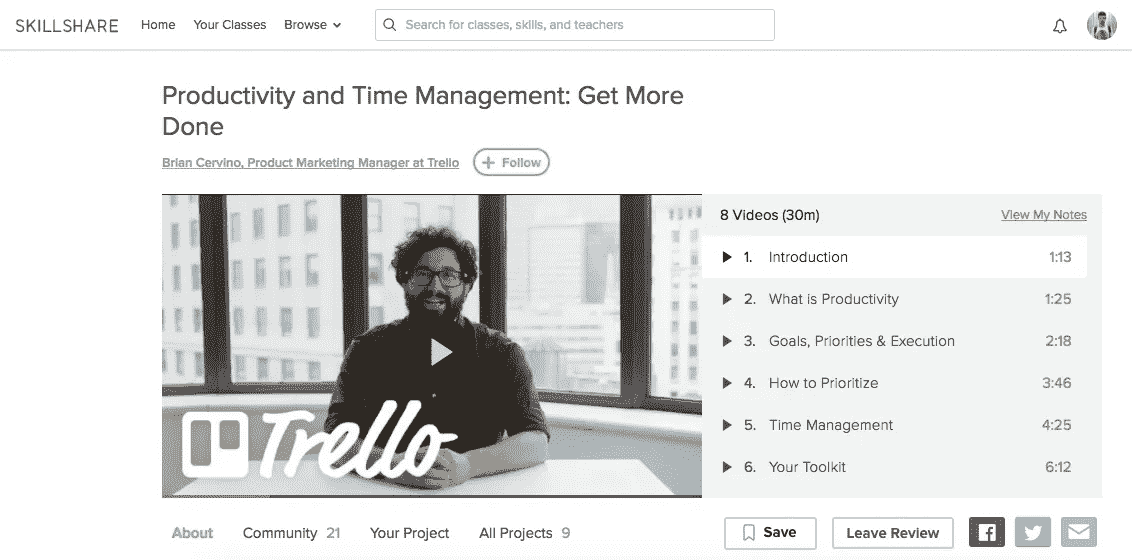 SKILLSHARE Home Your Classes Browse Search for classes, skills, and teachers
Productivity and Time Management: Get More
Done
Brian Cervino, Product Marketing Manager at Trello + Follow
Trello
8 Videos (30m) View My Notes
1. Introduction 1:13
2. What is Productivity 1:25
3. Goals, Priorities & Execution 2:18
4. How to Prioritize 3:46
5. Time Management 4:25
6. Your Toolkit 6:12
About Community 21 Your Project All Projects 9 Save Leave Review